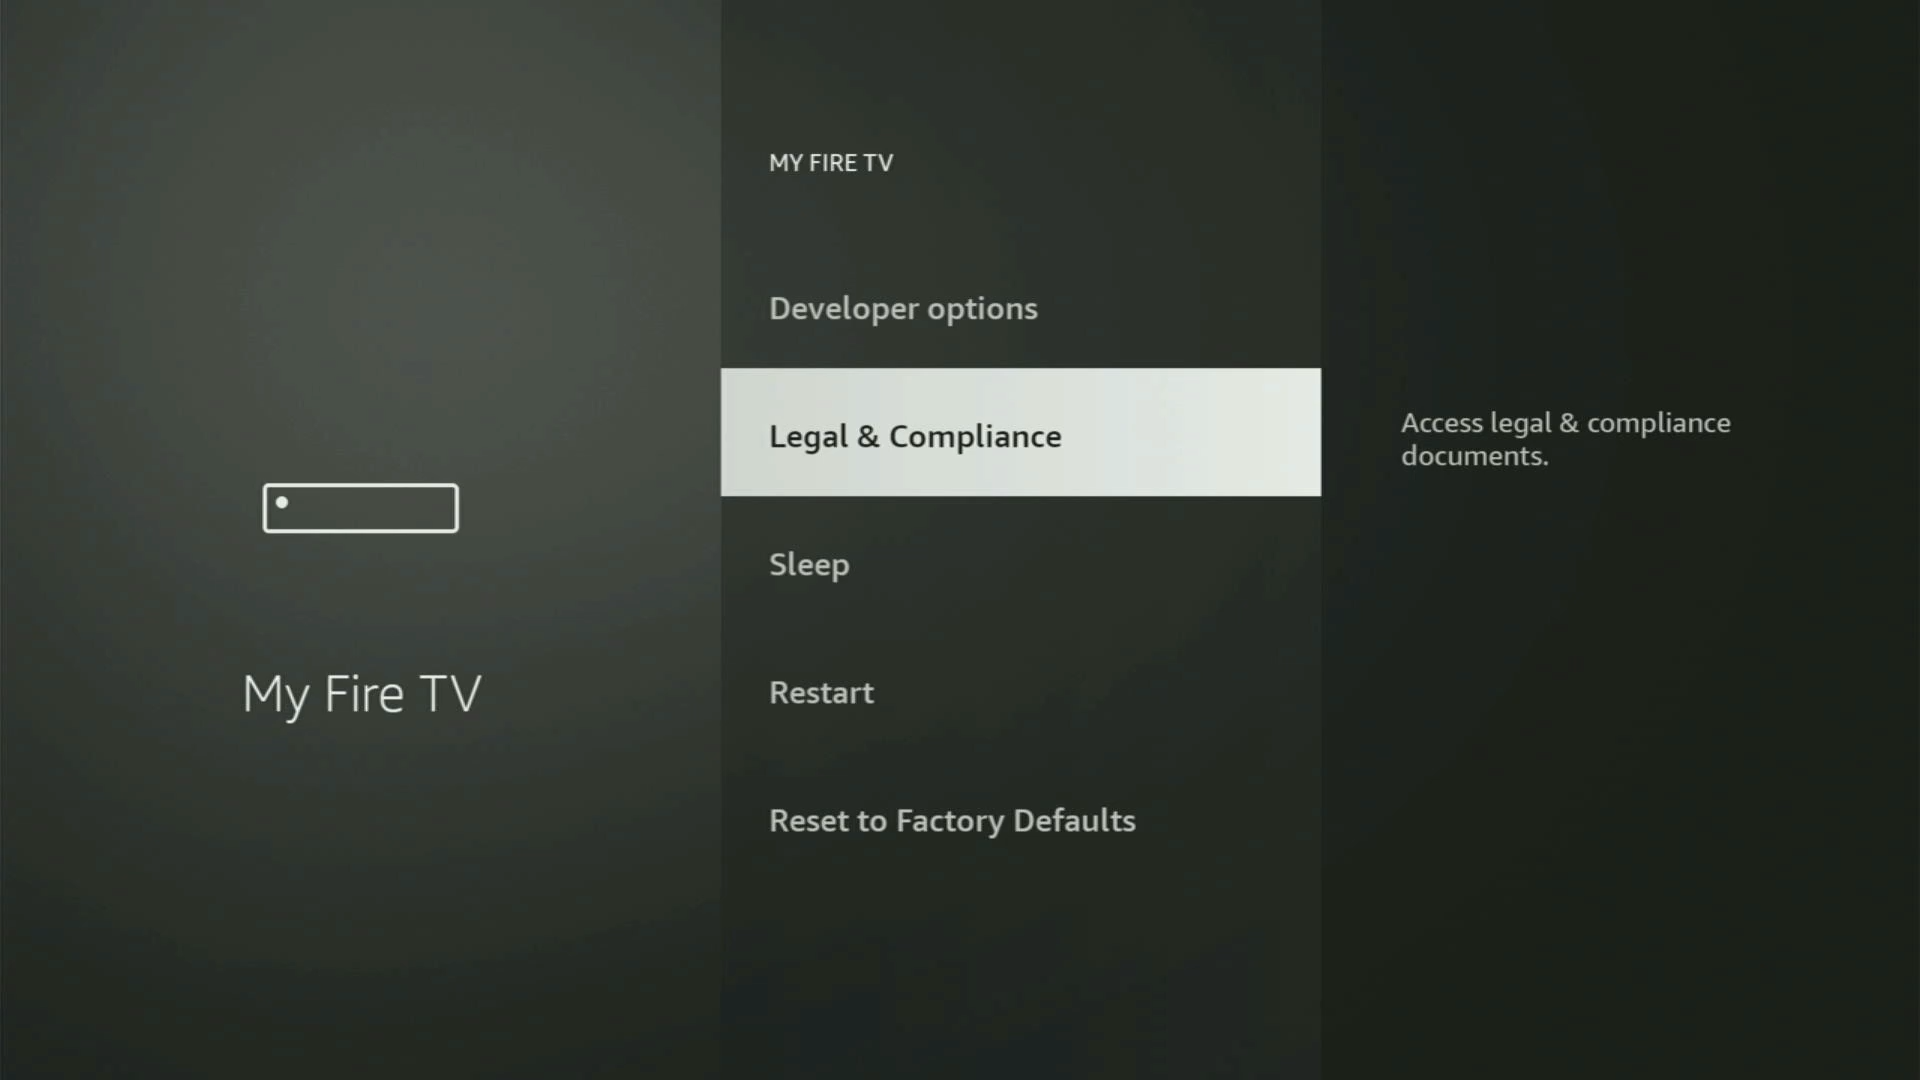 My Fire TV
MY FIRE TV
Developer options
Legal & Compliance
Sleep
Restart
Reset to Factory Defaults
Access legal & compliance
documents.